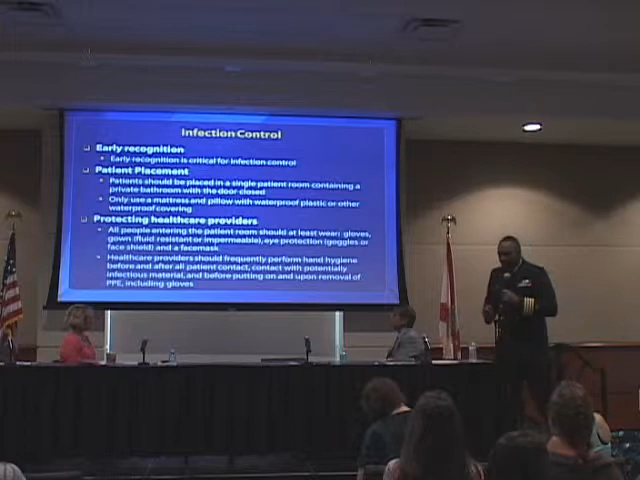 Infection Control
Early recognition
Early recognition is critical for infection control
Patient Placement
Patients should be placed in a single patient room containing a
private bathroom with the door closed
Only use a mattress and pillow with waterproof plastic or other
waterproof covering
Protecting healthcare providers
All people entering the patient room should at least wear: gloves,
gown (fluid resistant or impermeable), eye protection (goggles or
face shield) and a facemask
Healthcare providers should frequently perform hand hygiene
before and after all patient contact, contact with potentially
infectious material, and before putting on and upon removal of
PPE, including gloves